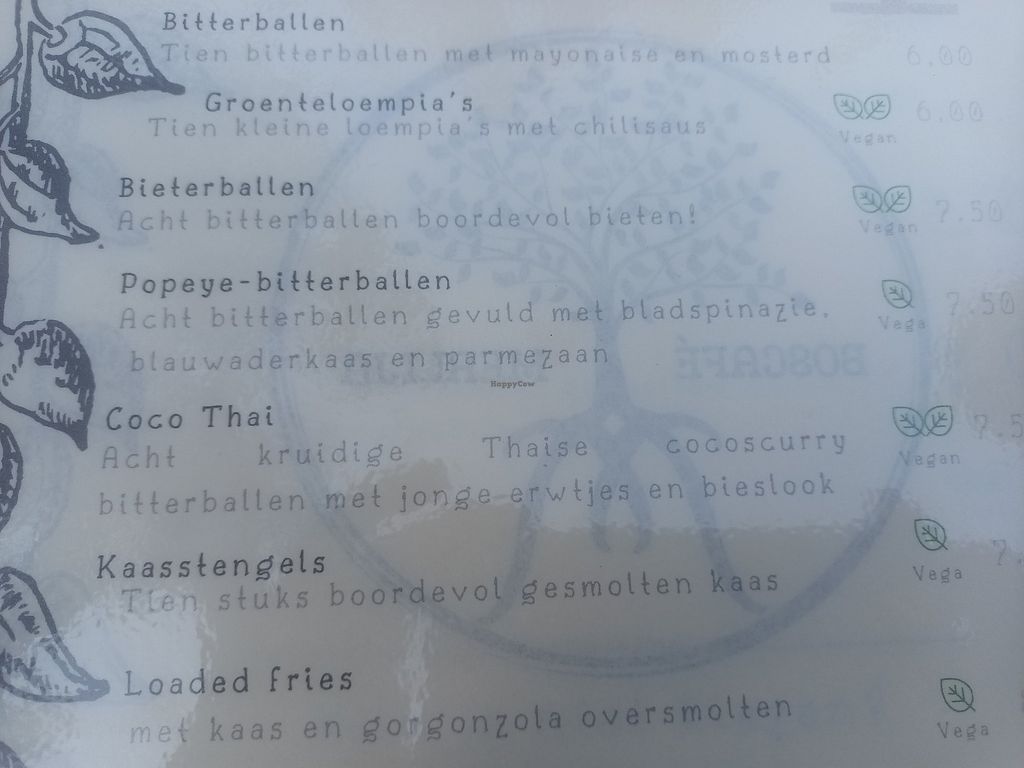 Bitterballen
Tien bitterballen met mayonaise en mosterd 6.00
Groenteloempia's
Tien kleine loempia's met chilisaus Vegan 6.00
Bieterballen
Acht bitterballen boordevol bieten! Vegan 7.50
Popeye-bitterballen
Acht bitterballen gevuld met bladspinazie, Vega 7.50
blauwaderkaas en parmezaan
HappyCow
Coco Thai
Acht kruidige Thaise cocoscurry Vegan 7.5
bitterballen met jonge erwtjes en bieslook
Kaasstengels
Tien stuks boordevol gesmolten kaas Vega 7.
Loaded fries
met kaas en gorgonzola oversmolten Vega